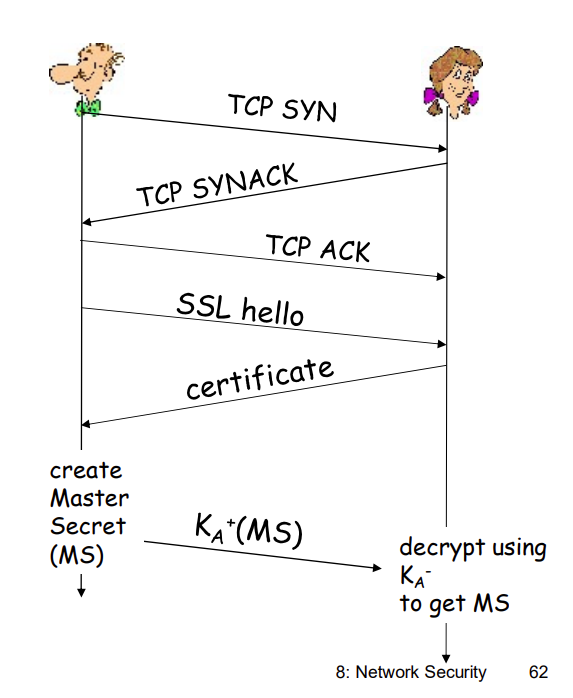 TCP SYN
TCP SYNACK
TCP ACK
SSL hello
certificate
create
Master
Secret
(MS)
K_A⁺(MS)
decrypt using
K_A⁻
to get MS
8: Network Security 62